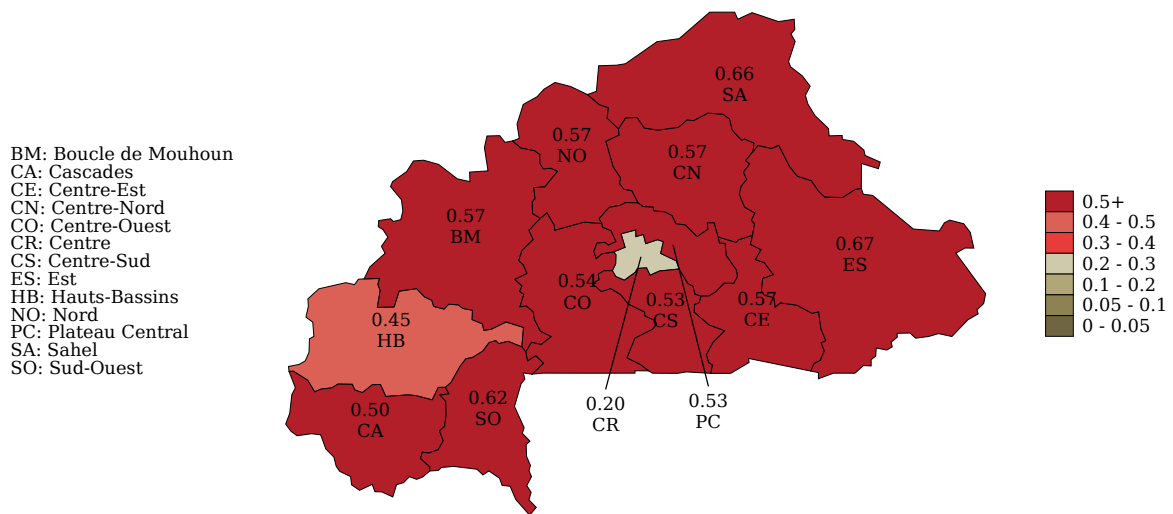 0.66
SA
0.57
NO
0.57
CN
BM: Boucle de Mouhoun
CA: Cascades
CE: Centre-Est
CN: Centre-Nord
CO: Centre-Ouest
CR: Centre
CS: Centre-Sud
ES: Est
HB: Hauts-Bassins
NO: Nord
PC: Plateau Central
SA: Sahel
SO: Sud-Ouest
0.57
BM
0.67
ES
0.54
CO
0.53
CS
0.57
CE
0.45
HB
0.62
SO
0.50
CA
0.20
CR
0.53
PC
0.5+
0.4 - 0.5
0.3 - 0.4
0.2 - 0.3
0.1 - 0.2
0.05 - 0.1
0 - 0.05